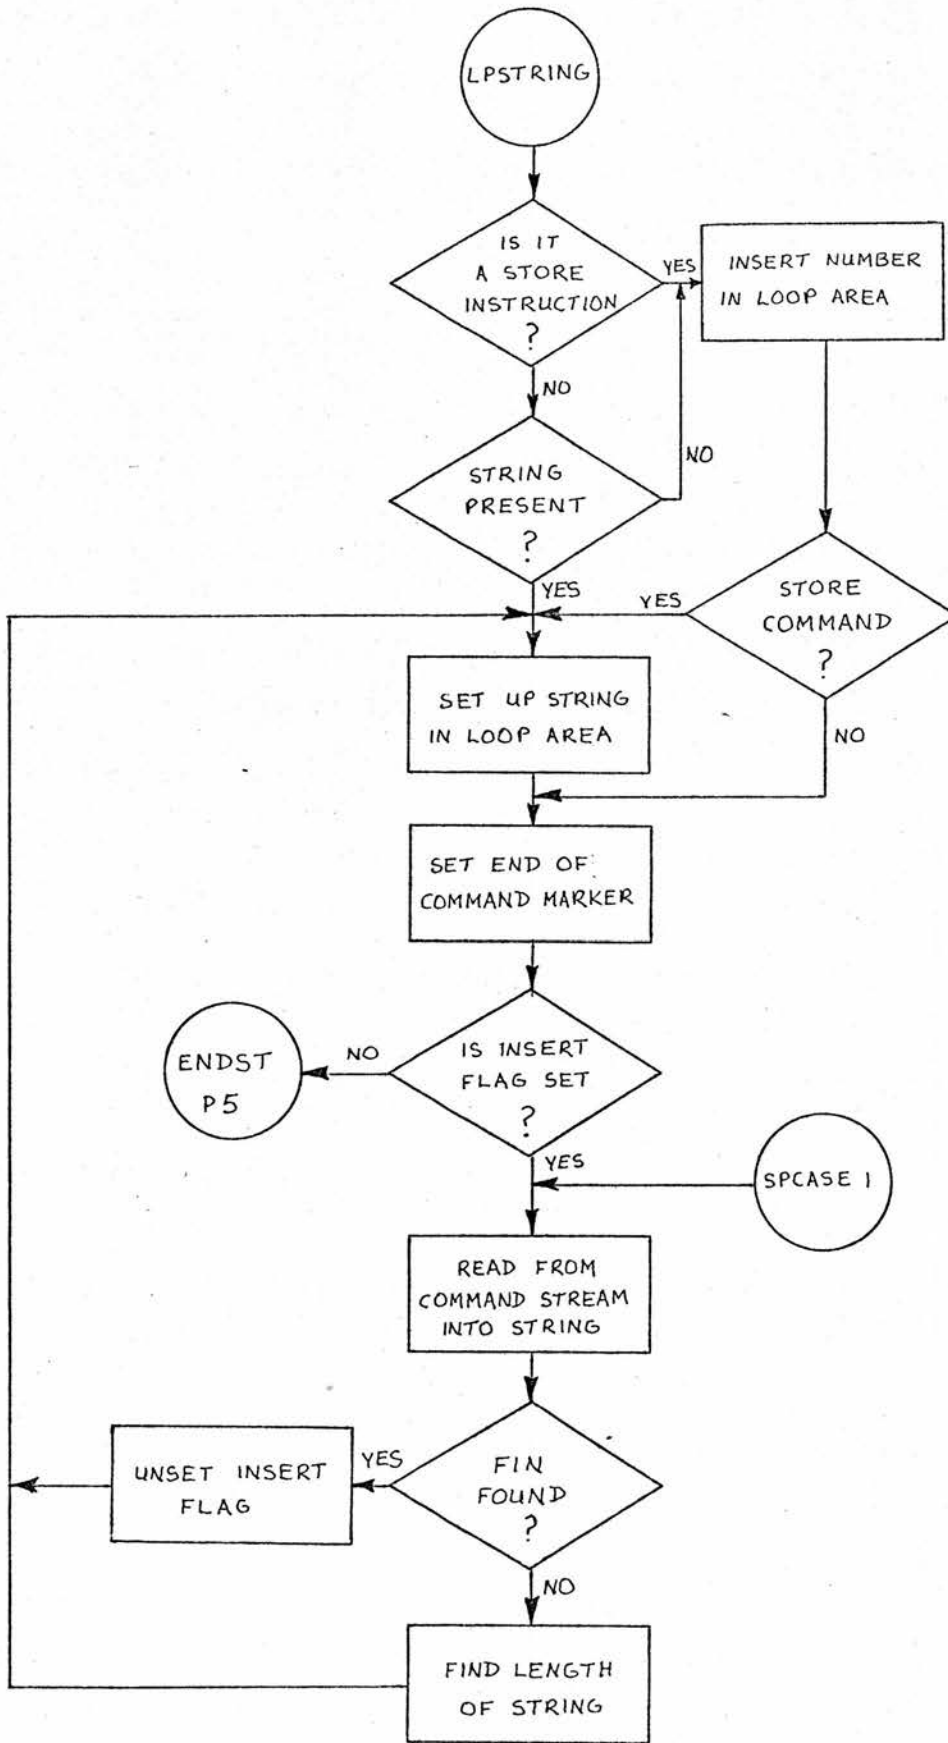 LPSTRING
IS IT
A STORE
INSTRUCTION
?
YES
INSERT NUMBER
IN LOOP AREA
NO
STRING
PRESENT
?
NO
YES
STORE
COMMAND
?
YES
NO
SET UP STRING
IN LOOP AREA
SET END OF
COMMAND MARKER
IS INSERT
FLAG SET
?
NO
ENDST
P5
YES
SPCASE 1
READ FROM
COMMAND STREAM
INTO STRING
FIN
FOUND
?
YES
UNSET INSERT
FLAG
NO
FIND LENGTH
OF STRING